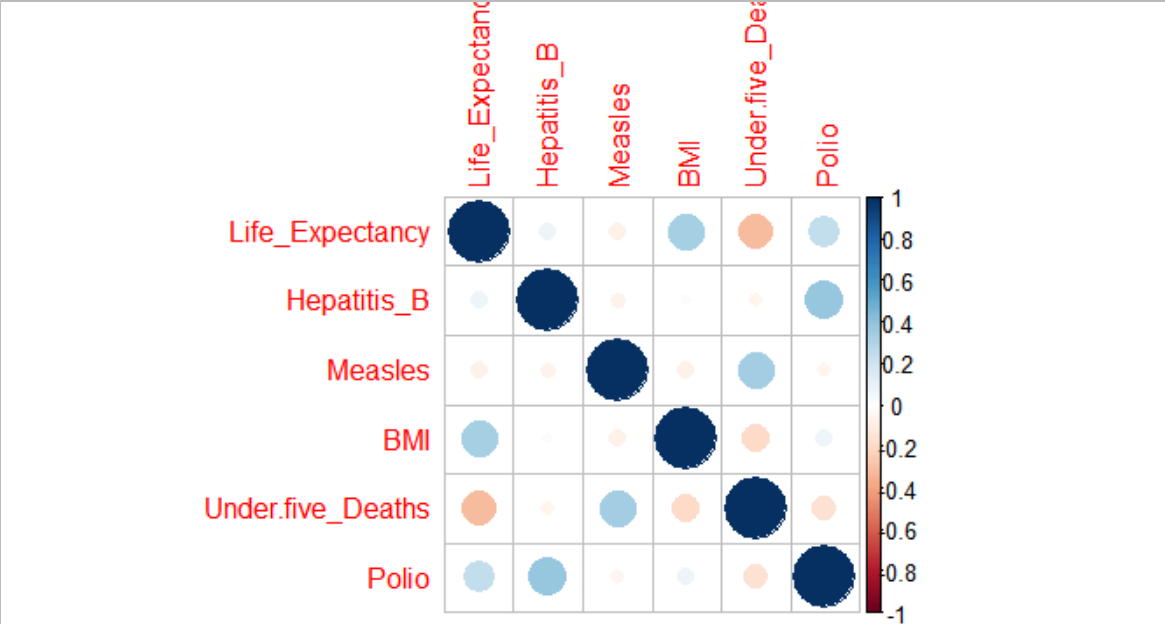 Life_Expectanc
Hepatitis_B
Measles
BMI
Under.five_Dea
Polio
Life_Expectancy
Hepatitis_B
Measles
BMI
Under.five_Deaths
Polio
1
0.8
0.6
0.4
0.2
0
-0.2
-0.4
-0.6
-0.8
-1